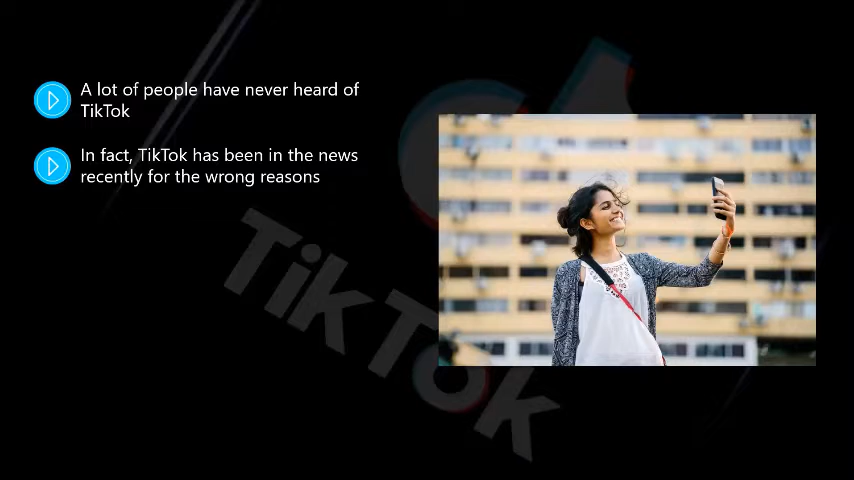 A lot of people have never heard of
TikTok
In fact, TikTok has been in the news
recently for the wrong reasons
TikTok